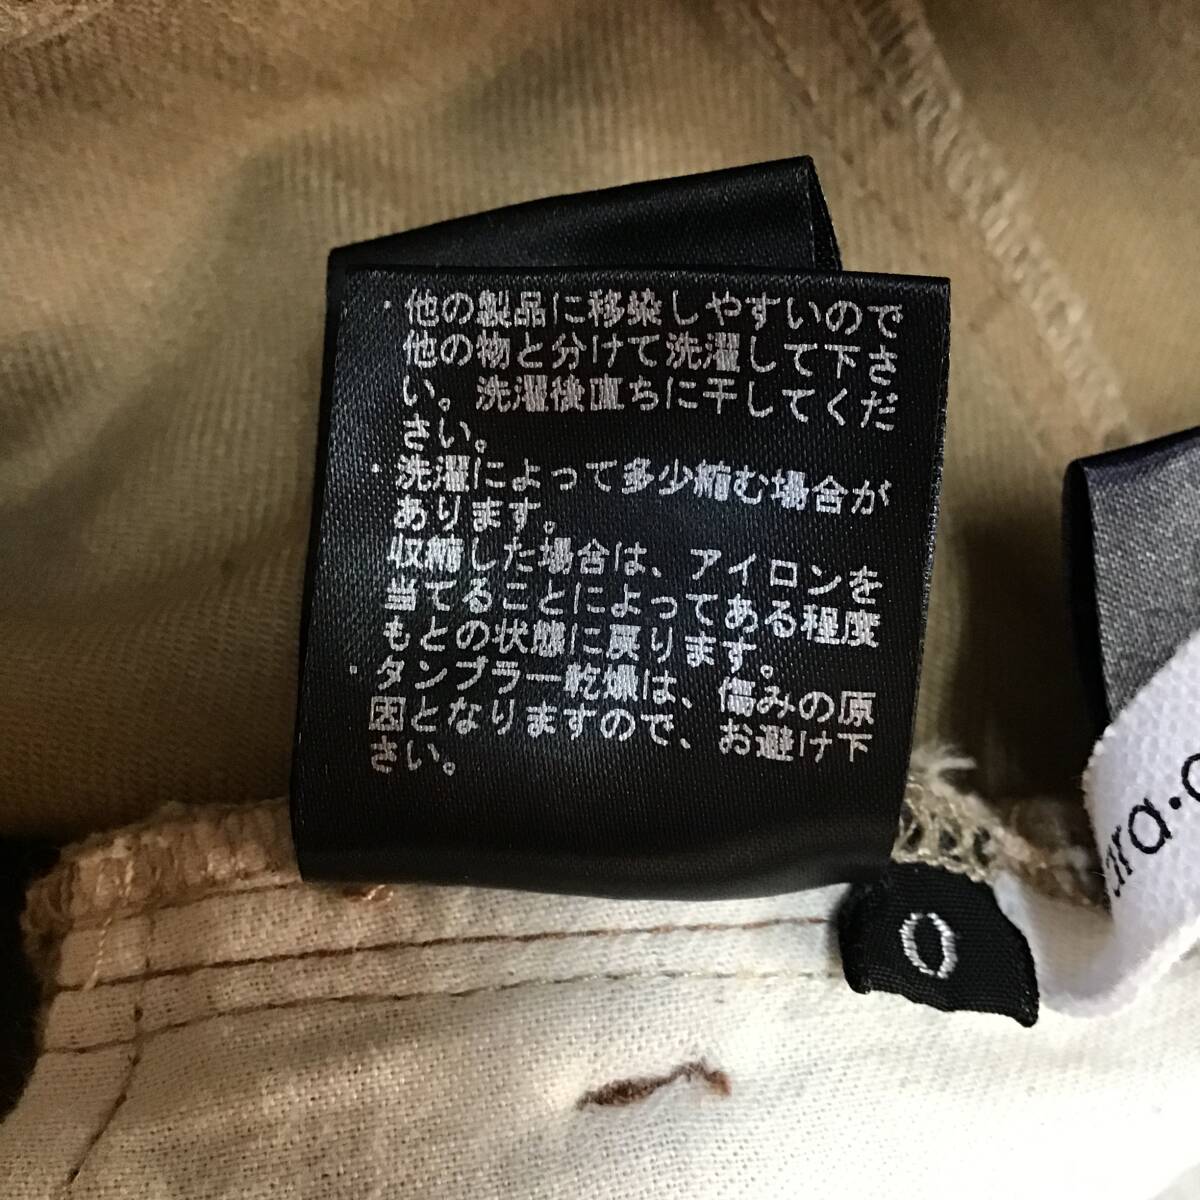 ・他の製品に移染しやすいので
他の物と分けて洗濯して下さ
い。洗濯後直ちに干してくだ
さい。
・洗濯によって多少縮む場合が
あります。
収縮した場合は、アイロンを
当てることによってある程度
もとの状態に戻ります。
・タンブラー乾燥は、傷みの原
因となりますので、お避け下
さい。
0